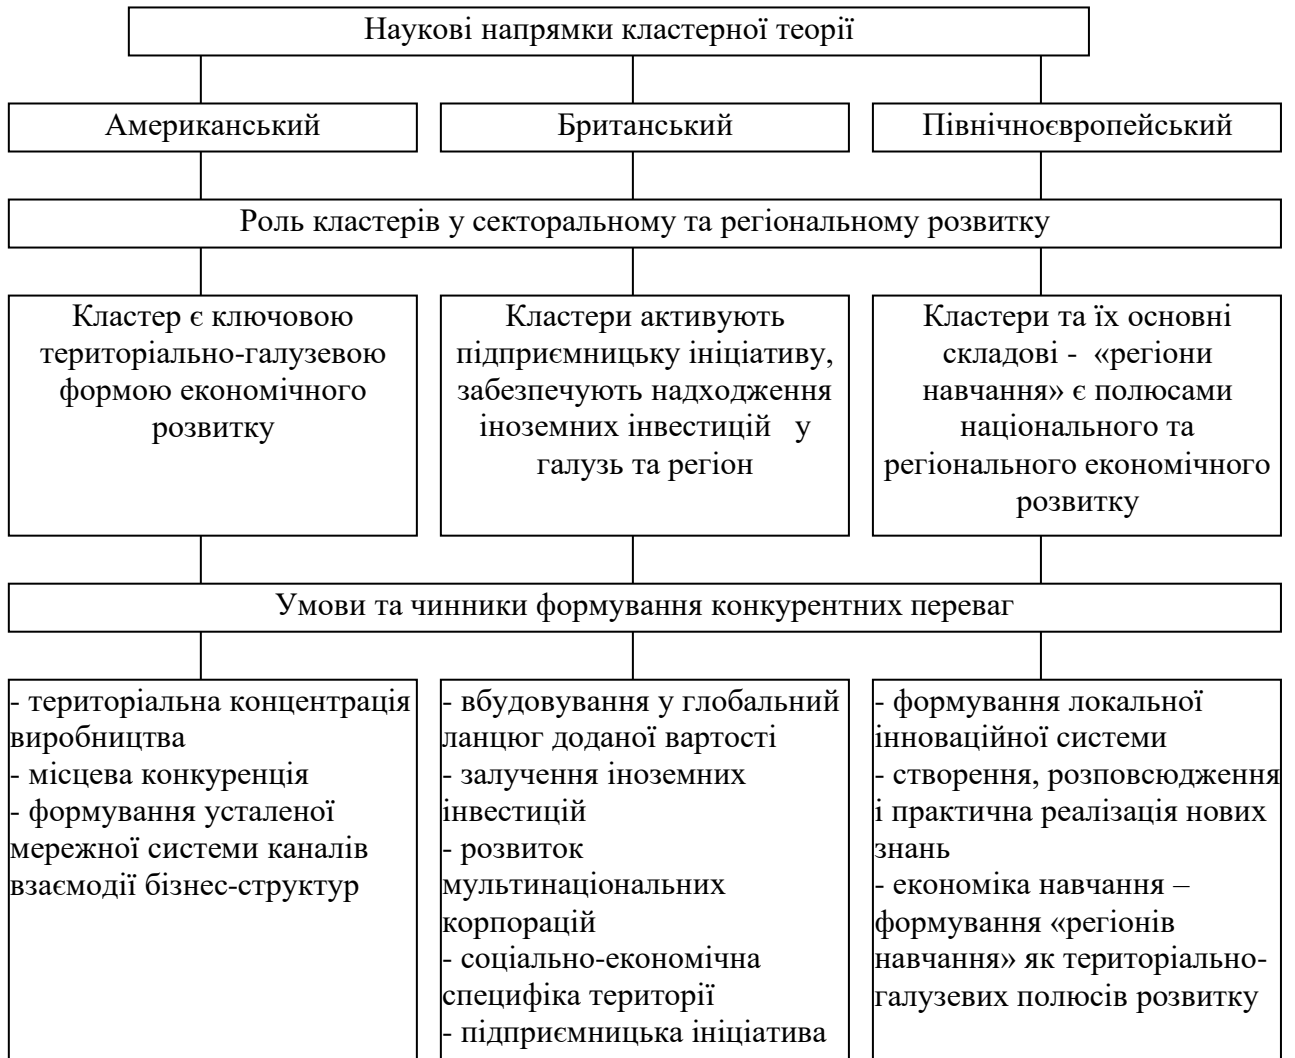 Наукові напрямки кластерної теорії
Американський
Британський
Північноєвропейський
Роль кластерів у секторальному та регіональному розвитку
Кластер є ключовою
територіально-галузевою
формою економічного
розвитку
Кластери активують
підприємницьку ініціативу,
забезпечують надходження
іноземних інвестицій у
галузь та регіон
Кластери та їх основні
складові - «регіони
навчання» є полюсами
національного та
регіонального економічного
розвитку
Умови та чинники формування конкурентних переваг
- територіальна концентрація
виробництва
- місцева конкуренція
- формування усталеної
мережної системи каналів
взаємодії бізнес-структур
- вбудовування у глобальний
ланцюг доданої вартості
- залучення іноземних
інвестицій
- розвиток
мультинаціональних
корпорацій
- соціально-економічна
специфіка території
- підприємницька ініціатива
- формування локальної
інноваційної системи
- створення, розповсюдження
і практична реалізація нових
знань
- економіка навчання –
формування «регіонів
навчання» як територіально-
галузевих полюсів розвитку